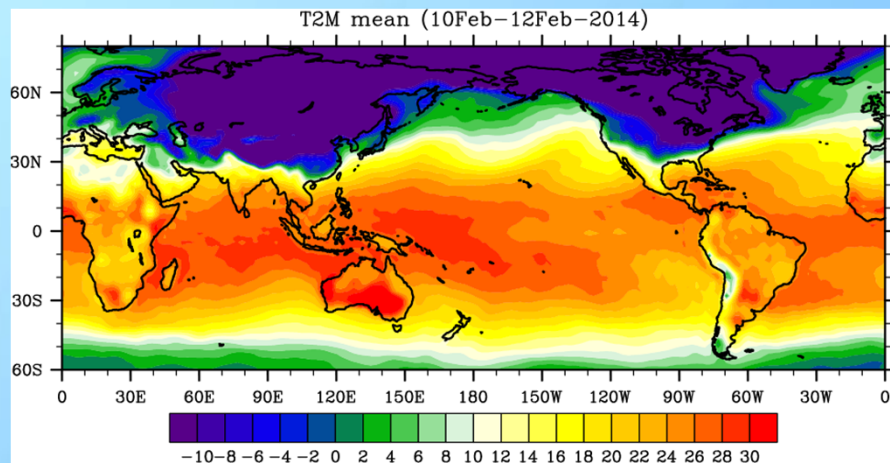 T2M mean (10Feb-12Feb-2014)
60N
30N
0
30S
60S
0 30E 60E 90E 120E 150E 180 150W 120W 90W 60W 30W 0
-10 -8 -6 -4 -2 0 2 4 6 8 10 12 14 16 18 20 22 24 26 28 30